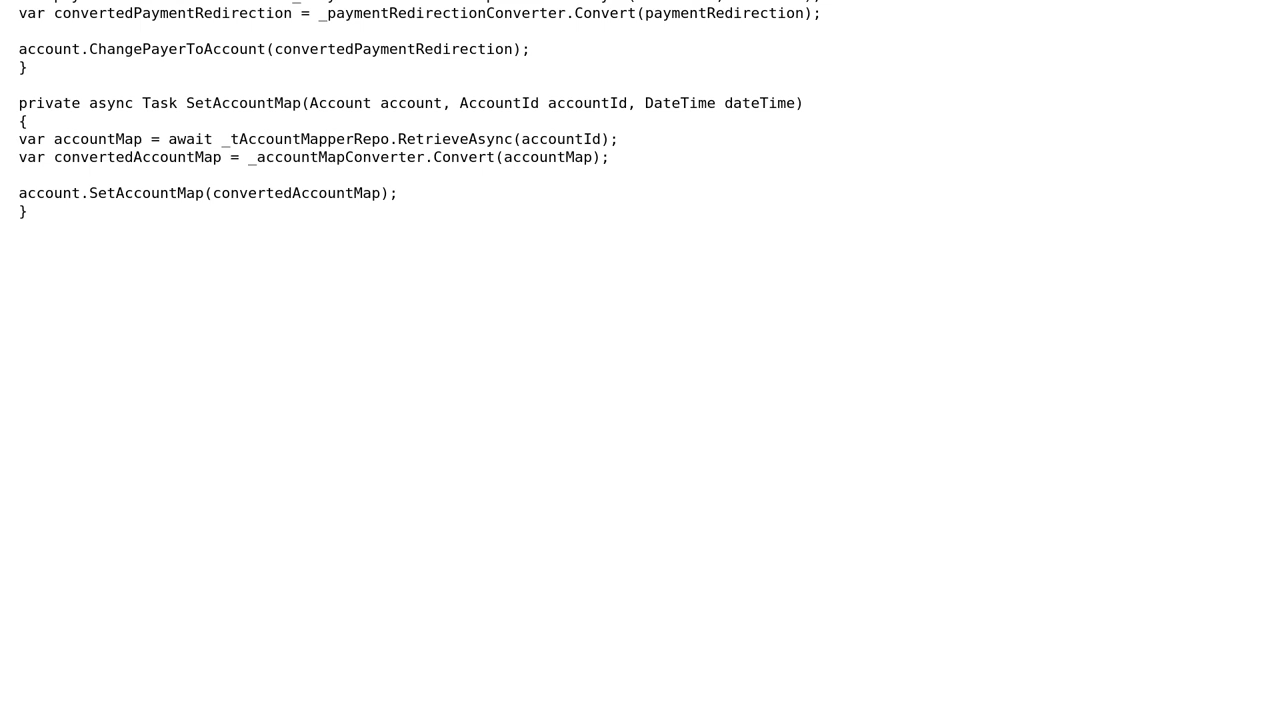 var convertedPaymentRedirection = _paymentRedirectionConverter.Convert(paymentRedirection);
account.ChangePayerToAccount(convertedPaymentRedirection);
}
private async Task SetAccountMap(Account account, AccountId accountId, DateTime dateTime)
{
var accountMap = await _tAccountMapperRepo.RetrieveAsync(accountId);
var convertedAccountMap = _accountMapConverter.Convert(accountMap);
account.SetAccountMap(convertedAccountMap);
}